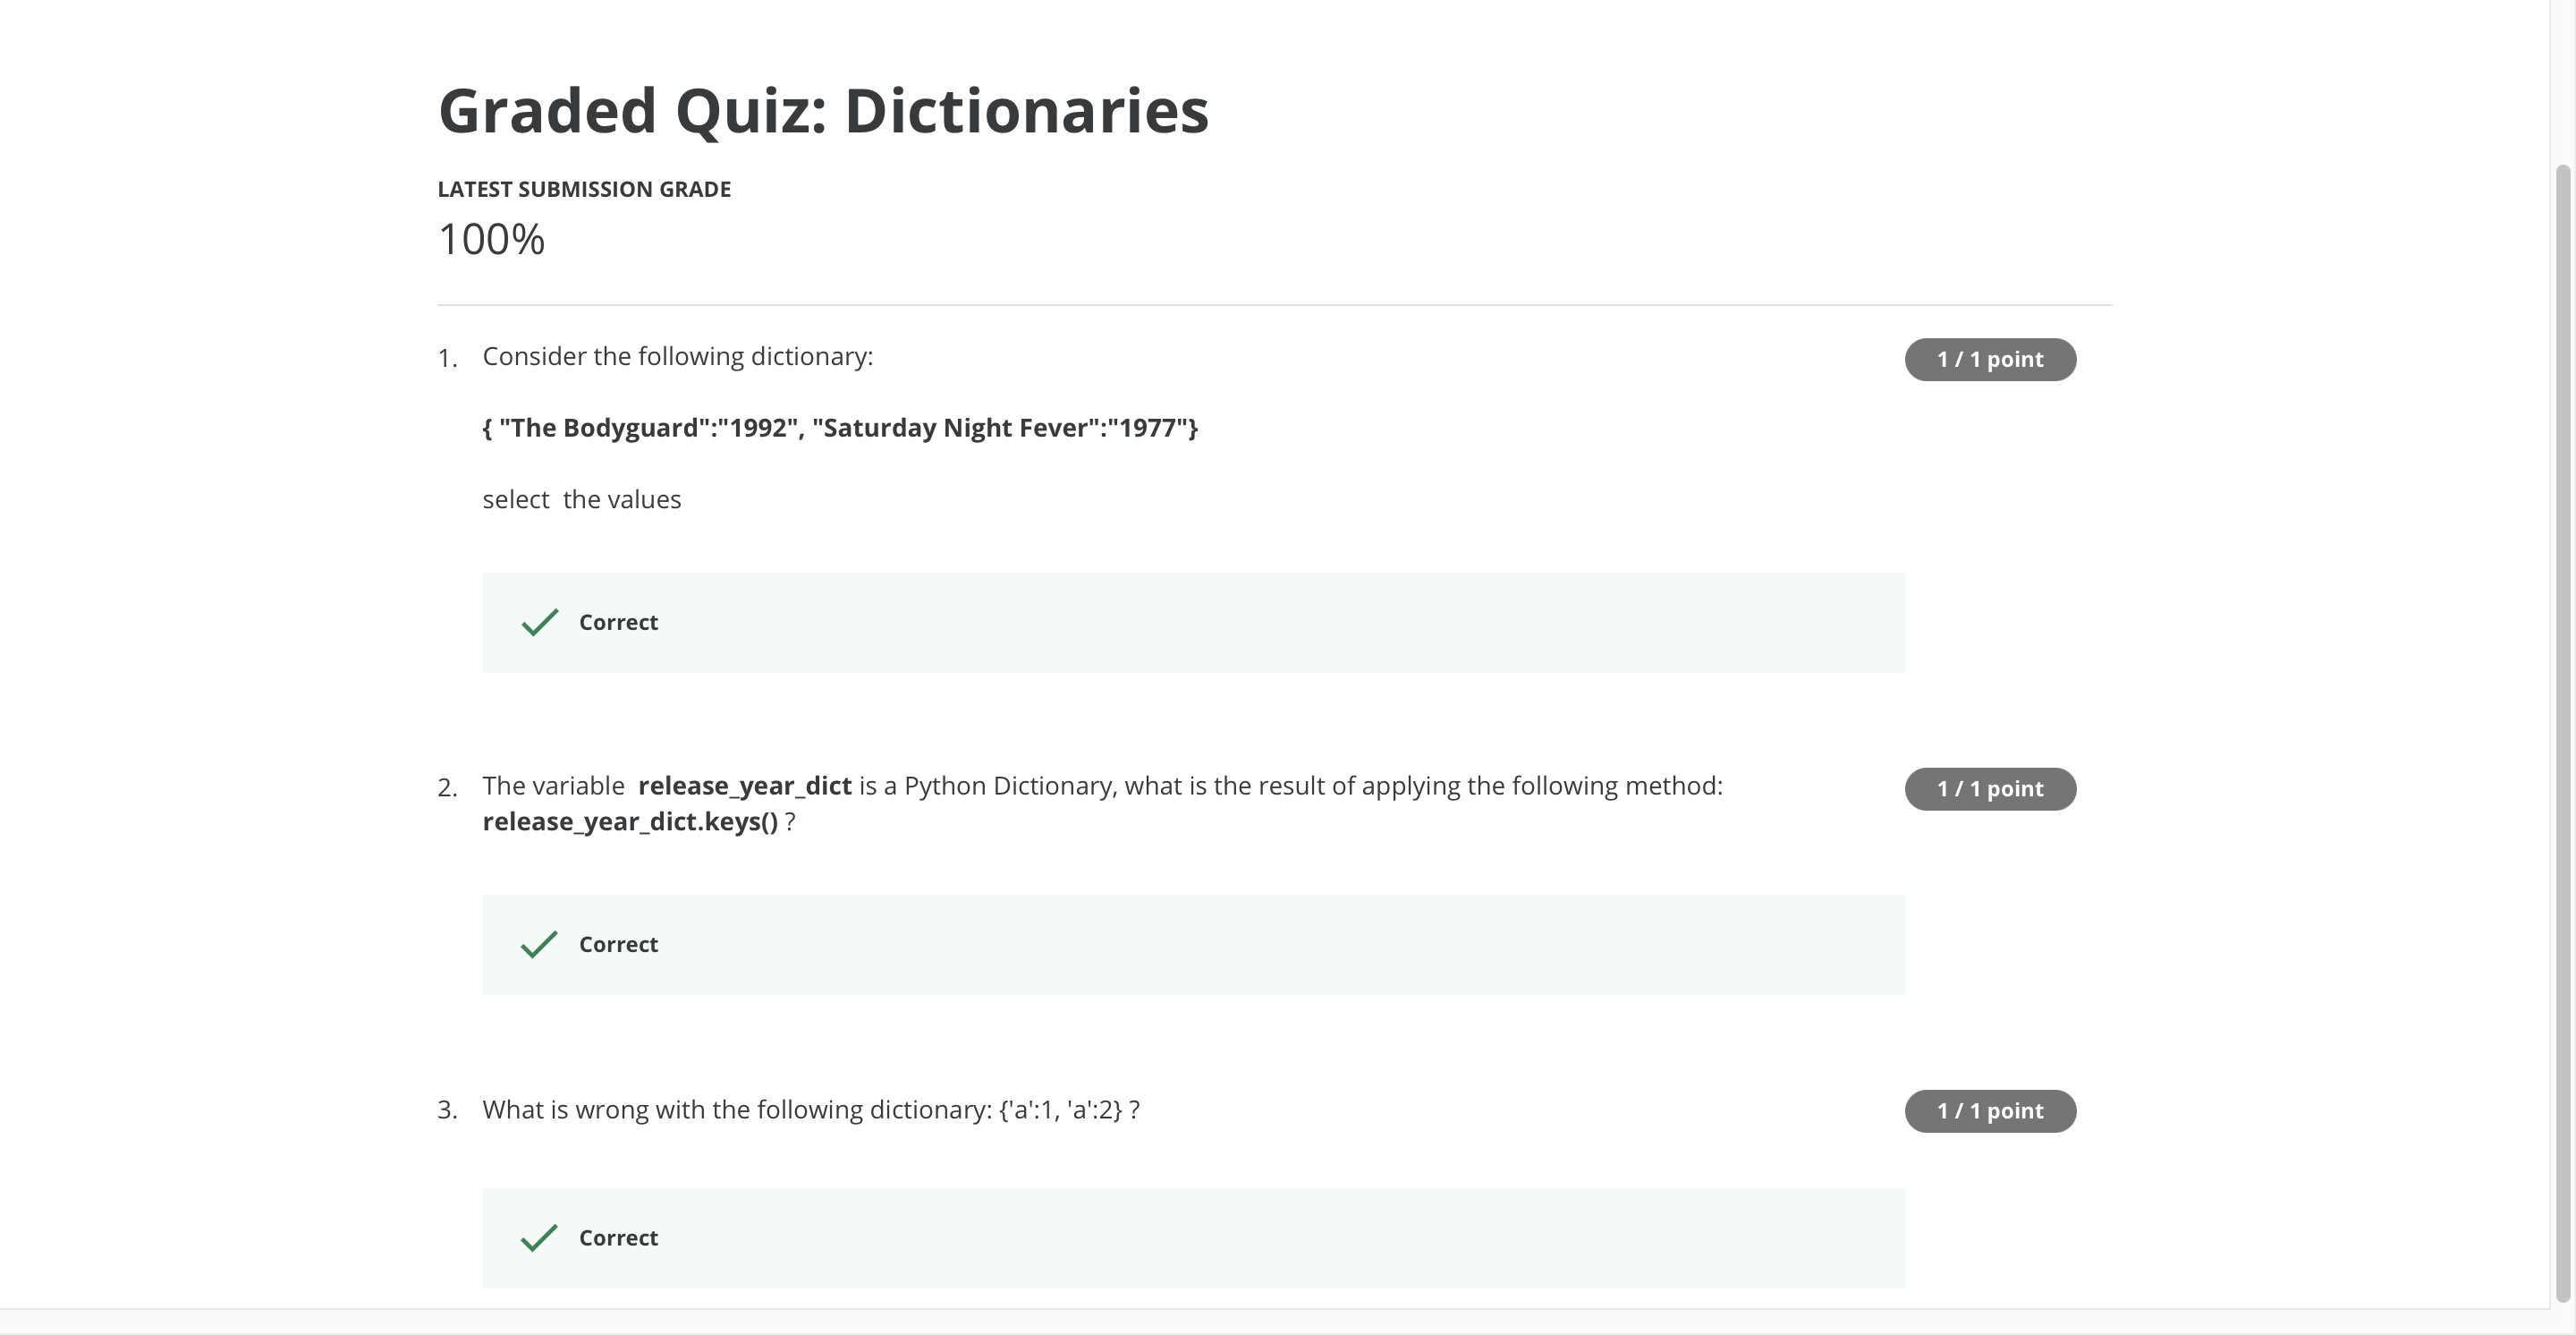 Graded Quiz: Dictionaries
LATEST SUBMISSION GRADE
100%
1. Consider the following dictionary:
1 / 1 point
{ "The Bodyguard":"1992", "Saturday Night Fever":"1977"}
select  the values
Correct
2. The variable  release_year_dict is a Python Dictionary, what is the result of applying the following method:
1 / 1 point
release_year_dict.keys() ?
Correct
3. What is wrong with the following dictionary: {'a':1, 'a':2} ?
1 / 1 point
Correct